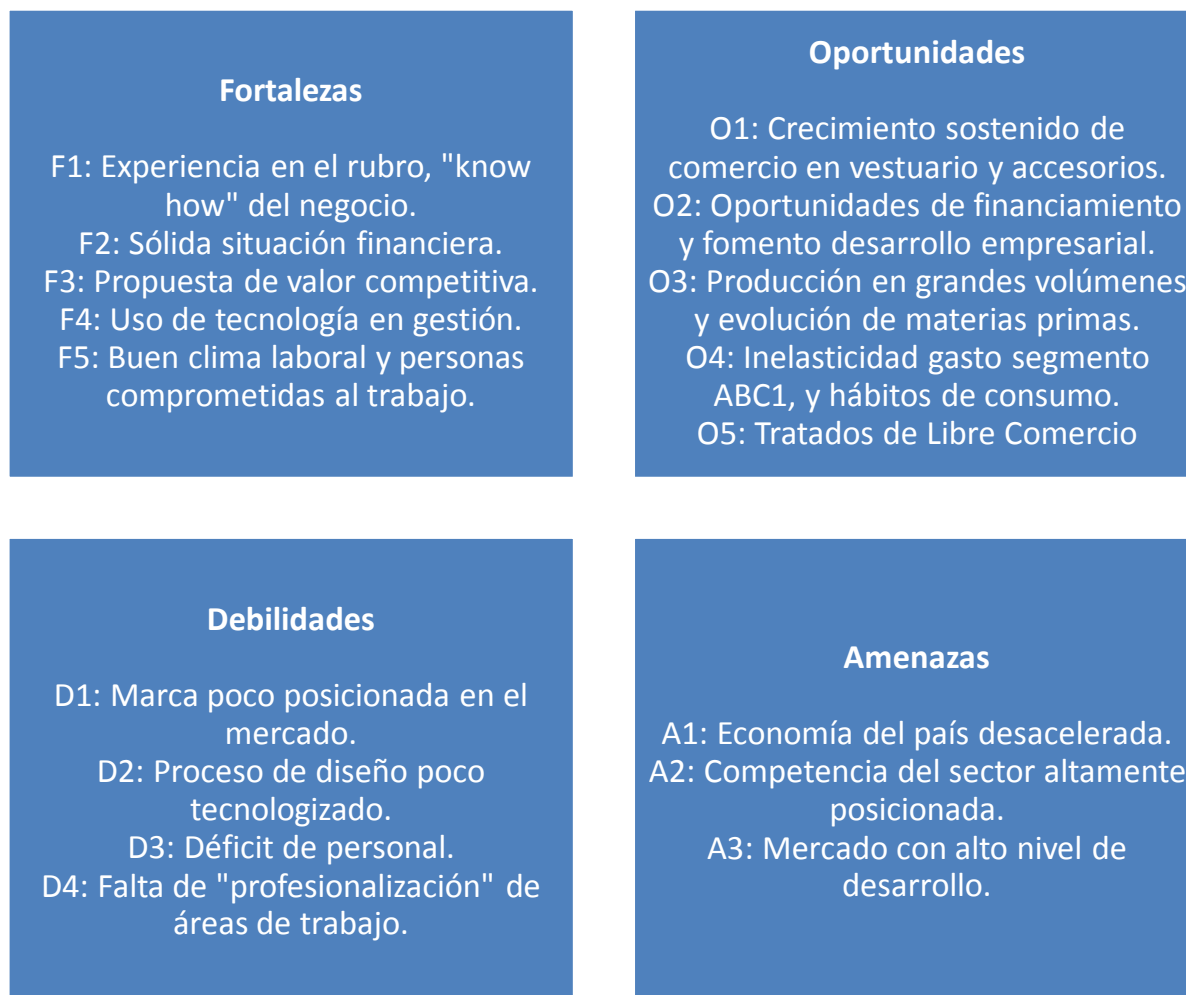 Fortalezas
F1: Experiencia en el rubro, "know
how" del negocio.
F2: Sólida situación financiera.
F3: Propuesta de valor competitiva.
F4: Uso de tecnología en gestión.
F5: Buen clima laboral y personas
comprometidas al trabajo.
Oportunidades
O1: Crecimiento sostenido de
comercio en vestuario y accesorios.
O2: Oportunidades de financiamiento
y fomento desarrollo empresarial.
O3: Producción en grandes volúmenes
y evolución de materias primas.
O4: Inelasticidad gasto segmento
ABC1, y hábitos de consumo.
O5: Tratados de Libre Comercio
Debilidades
D1: Marca poco posicionada en el
mercado.
D2: Proceso de diseño poco
tecnologizado.
D3: Déficit de personal.
D4: Falta de "profesionalización" de
áreas de trabajo.
Amenazas
A1: Economía del país desacelerada.
A2: Competencia del sector altamente
posicionada.
A3: Mercado con alto nivel de
desarrollo.